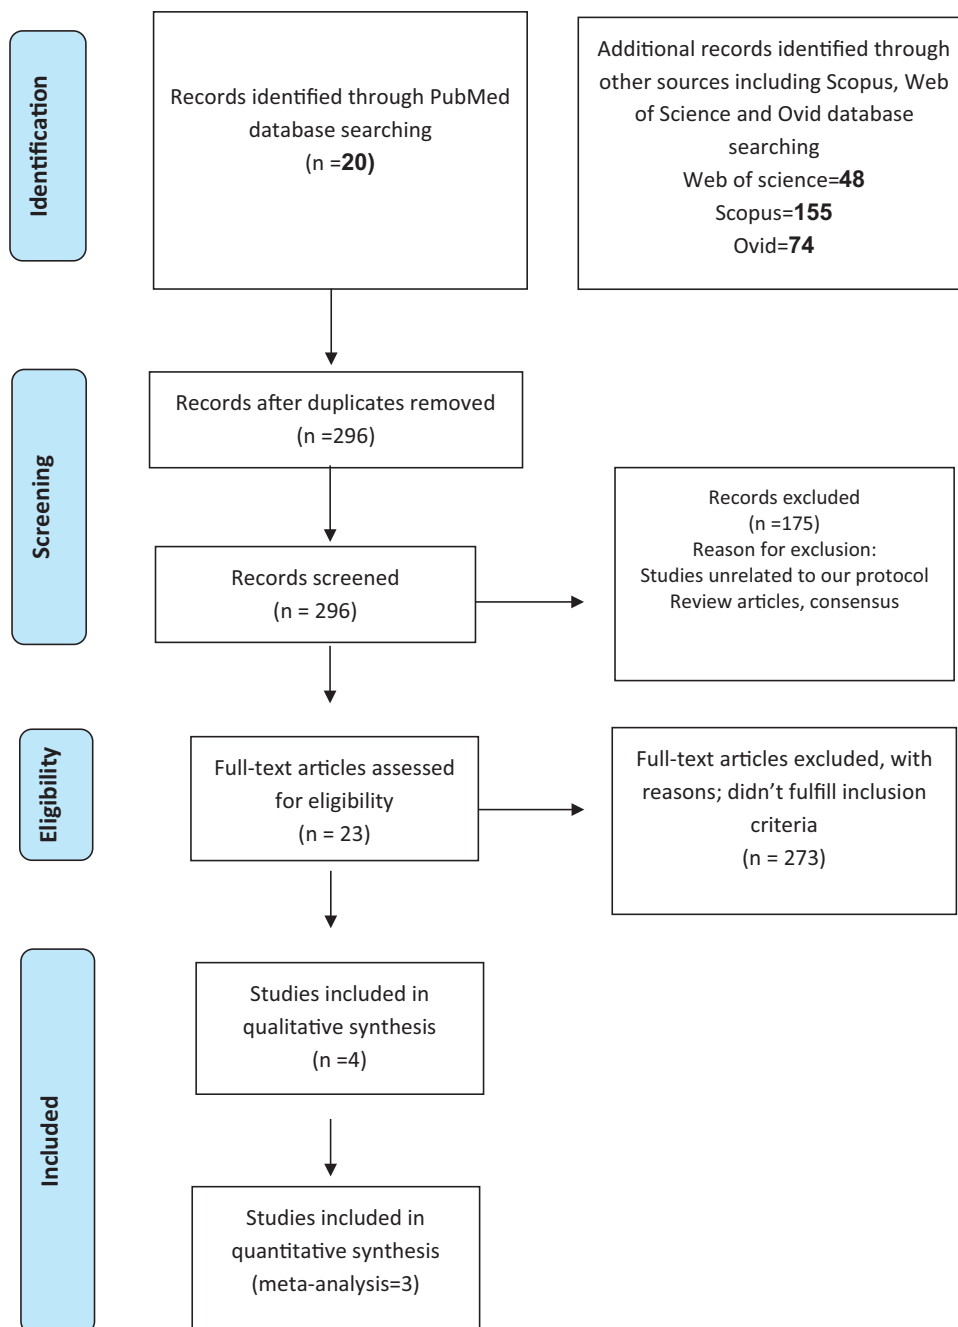 Identification
Records identified through PubMed
database searching
(n =20)
Additional records identified through
other sources including Scopus, Web
of Science and Ovid database
searching
Web of science=48
Scopus=155
Ovid=74
Screening
Records after duplicates removed
(n =296)
Records screened
(n = 296)
Records excluded
(n =175)
Reason for exclusion:
Studies unrelated to our protocol
Review articles, consensus
Eligibility
Full-text articles assessed
for eligibility
(n = 23)
Full-text articles excluded, with
reasons; didn’t fulfill inclusion
criteria
(n = 273)
Included
Studies included in
qualitative synthesis
(n =4)
Studies included in
quantitative synthesis
(meta-analysis=3)